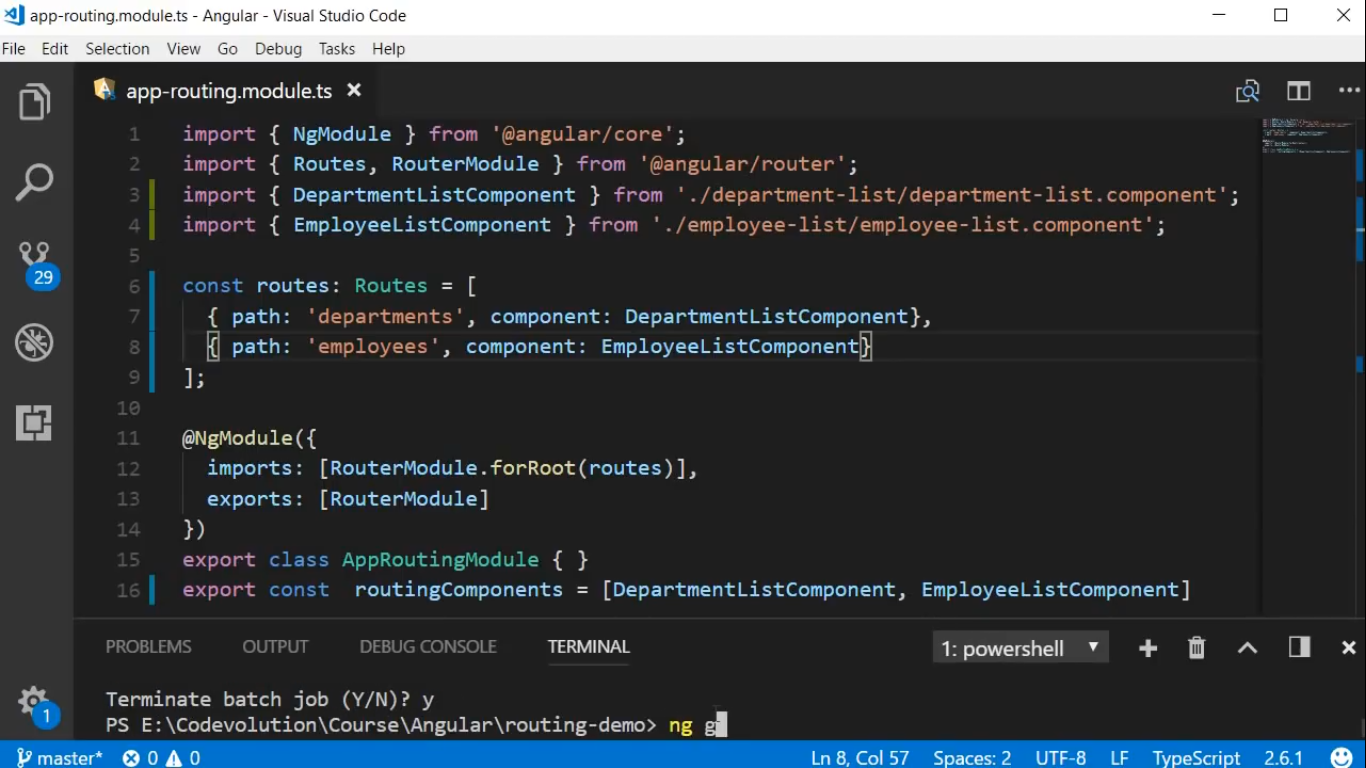 app-routing.module.ts - Angular - Visual Studio Code
File Edit Selection View Go Debug Tasks Help
app-routing.module.ts
1 import { NgModule } from '@angular/core';
2 import { Routes, RouterModule } from '@angular/router';
3 import { DepartmentListComponent } from './department-list/department-list.component';
4 import { EmployeeListComponent } from './employee-list/employee-list.component';
5
6 const routes: Routes = [
7 { path: 'departments', component: DepartmentListComponent},
8 { path: 'employees', component: EmployeeListComponent}
9 ];
10
11 @NgModule({
12 imports: [RouterModule.forRoot(routes)],
13 exports: [RouterModule]
14 })
15 export class AppRoutingModule { }
16 export const routingComponents = [DepartmentListComponent, EmployeeListComponent]
29
PROBLEMS OUTPUT DEBUG CONSOLE TERMINAL 1: powershell
Terminate batch job (Y/N)? y
PS E:\Codevolution\Course\Angular\routing-demo> ng g
1
master* 0 0 Ln 8, Col 57 Spaces: 2 UTF-8 LF TypeScript 2.6.1